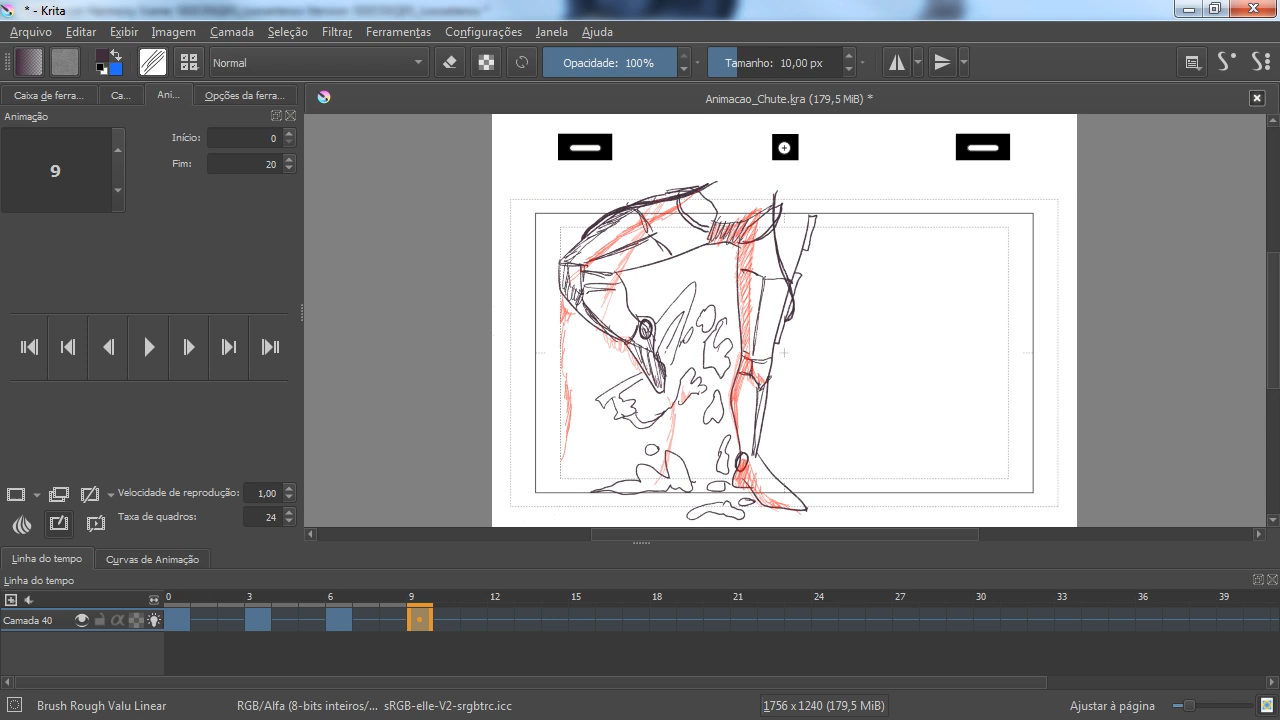 * - Krita
Arquivo Editar Exibir Imagem Camada Seleção Filtrar Ferramentas Configurações Janela Ajuda
Normal Opacidade: 100% Tamanho: 10,00 px
Caixa de ferra... Ca... Ani... Opções da ferra...
Animacao_Chute.kra (179,5 MiB) *
Animação
Início: 0
9
Fim: 20
Velocidade de reprodução: 1,00
Taxa de quadros: 24
Linha do tempo Curvas de Animação
Linha do tempo
0 3 6 9 12 15 18 21 24 27 30 33 36 39
Camada 40
Brush Rough Valu Linear RGB/Alfa (8-bits inteiros/... sRGB-elle-V2-srgbtrc.icc 1756 x 1240 (179,5 MiB) Ajustar à página